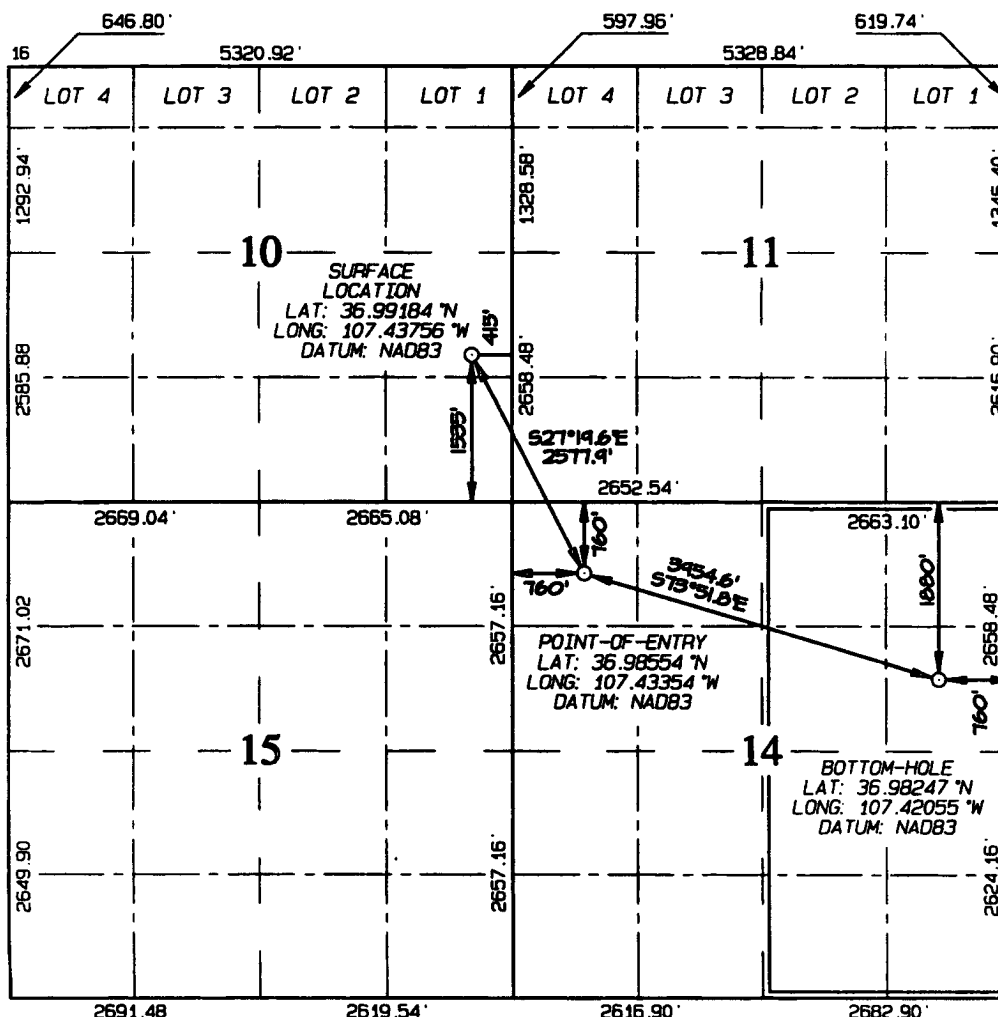 646.80'
597.96'
619.74'
16
5320.92'
5328.84'
LOT 4
LOT 3
LOT 2
LOT 1
LOT 4
LOT 3
LOT 2
LOT 1
1292.94'
1328.58'
10
11
SURFACE
LOCATION
LAT: 36.99184 °N
LONG: 107.43756 °W
DATUM: NAD83
415'
2585.88
2658.48'
1535'
S27°19.6'E
2577.9'
2652.54'
2669.04'
2665.08'
2663.10'
760'
760'
3954.6'
S73°51.8'E
1880'
2671.02
2657.16'
2658.48'
POINT-OF-ENTRY
LAT: 36.98554 °N
LONG: 107.43354 °W
DATUM: NAD83
760'
15
14
BOTTOM-HOLE
LAT: 36.98247 °N
LONG: 107.42055 °W
DATUM: NAD83
2649.90
2657.16'
2624.16'
2691.48
2619.54'
2616.90'
2682.90'